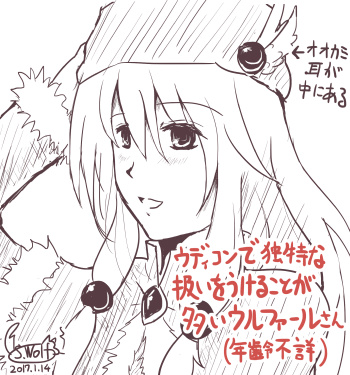 ←オオカミ
耳が
中にある
ウディコンで独特な
扱いをうけることが
多いウルファールさん
(年齢不詳)
S.Wolf
2017.1.14